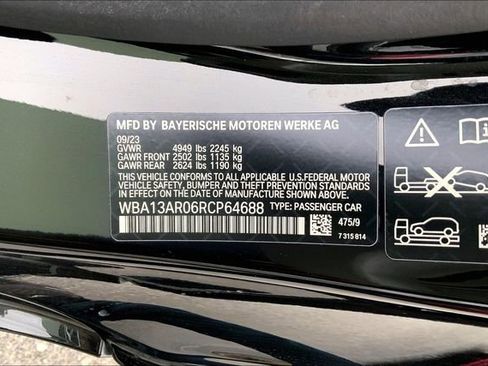 MFD BY BAYERISCHE MOTOREN WERKE AG
09/23
GVWR 4949 lbs 2245 kg
GAWR FRONT 2502 lbs 1135 kg
GAWR REAR 2624 lbs 1190 kg
THIS VEHICLE CONFORMS TO ALL APPLICABLE U.S. FEDERAL MOTOR
VEHICLE SAFETY, BUMPER, AND THEFT PREVENTION STANDARDS
IN EFFECT ON THE DATE OF MANUFACTURE SHOWN ABOVE.
WBA13AR06RCP64688 TYPE: PASSENGER CAR
475/9
7 315 814